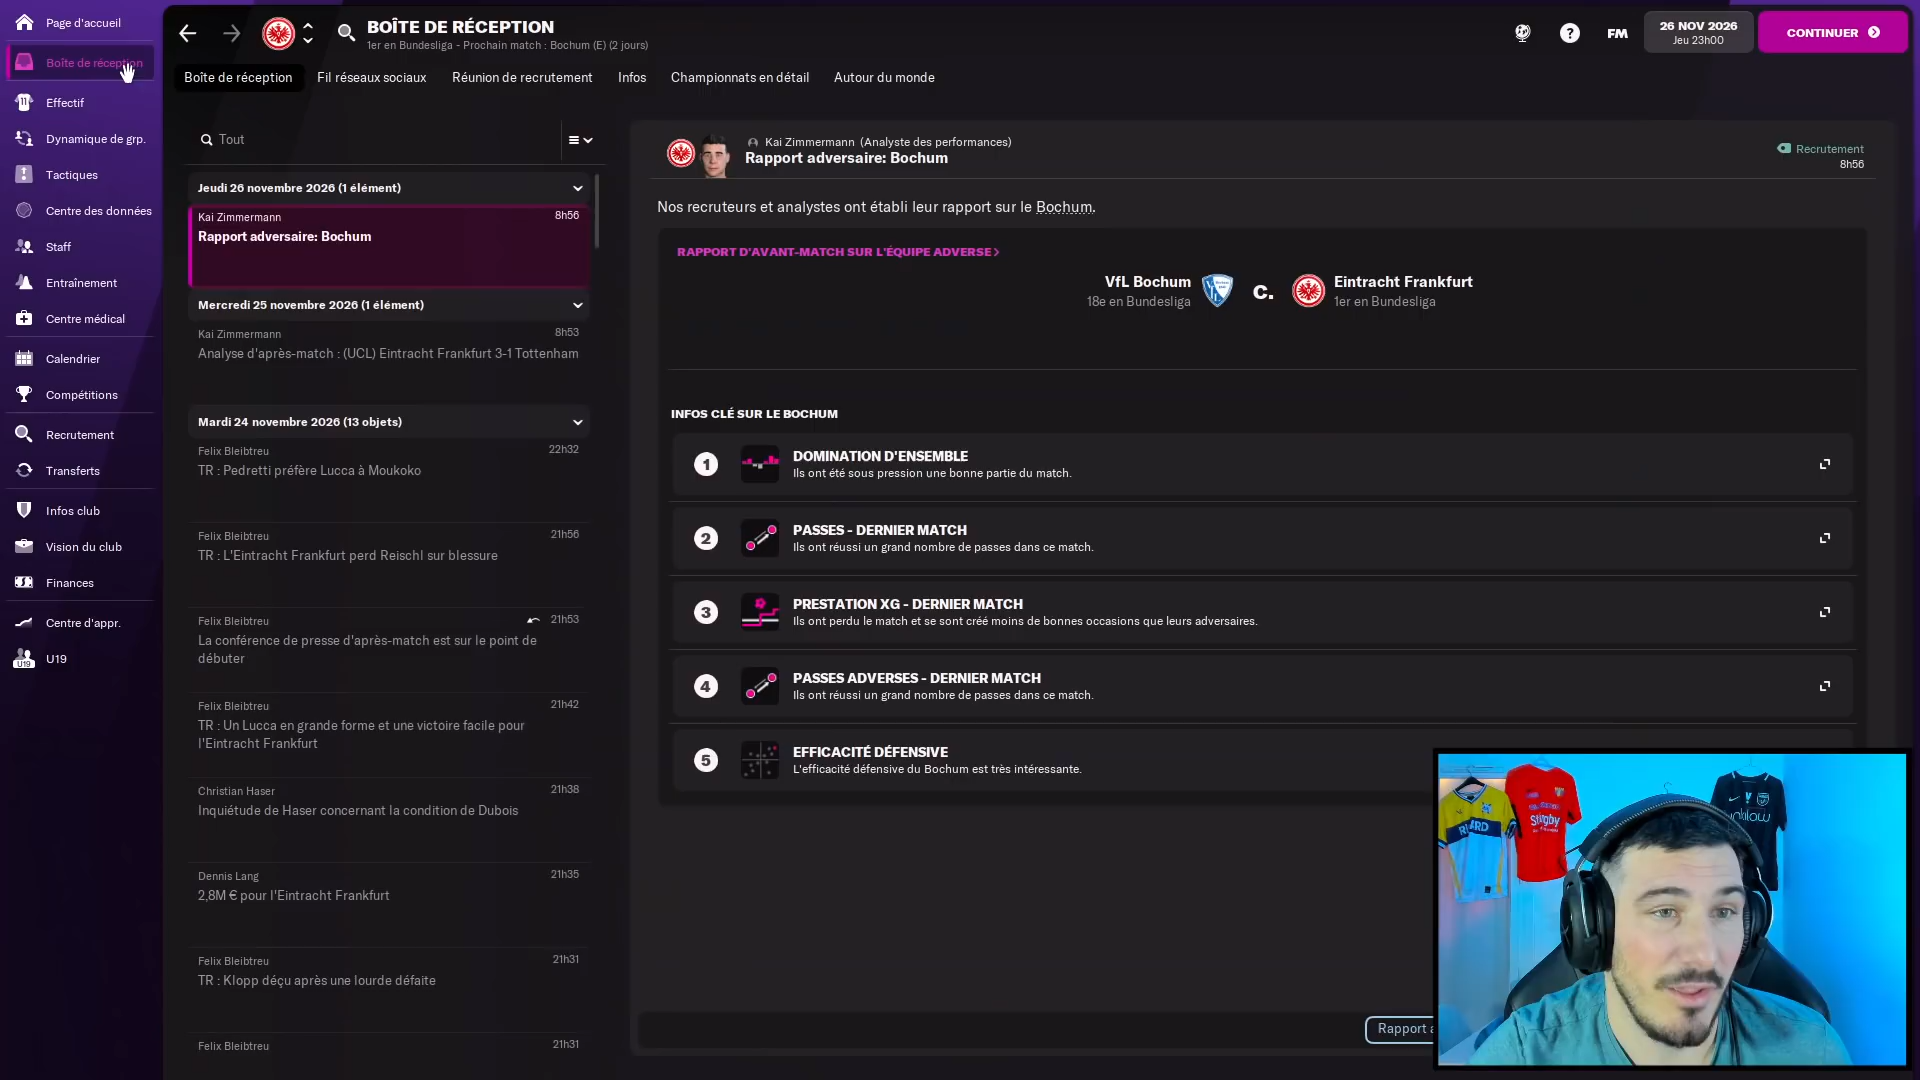 Page d'accueil
Boîte de réception
Effectif
Dynamique de grp.
Tactiques
Centre des données
Staff
Entraînement
Centre médical
Calendrier
Compétitions
Recrutement
Transferts
Infos club
Vision du club
Finances
Centre d'appr.
U19
BOÎTE DE RÉCEPTION
1er en Bundesliga - Prochain match : Bochum (E) (2 jours)
FM
26 NOV 2026
Jeu 23h00
CONTINUER
Boîte de réception
Fil réseaux sociaux
Réunion de recrutement
Infos
Championnats en détail
Autour du monde
Tout
Jeudi 26 novembre 2026 (1 élément)
Kai Zimmermann 8h56
Rapport adversaire: Bochum
Mercredi 25 novembre 2026 (1 élément)
Kai Zimmermann 8h53
Analyse d'après-match : (UCL) Eintracht Frankfurt 3-1 Tottenham
Mardi 24 novembre 2026 (13 objets)
Felix Bleibtreu 22h32
TR : Pedretti préfère Lucca à Moukoko
Felix Bleibtreu 21h56
TR : L'Eintracht Frankfurt perd Reischl sur blessure
Felix Bleibtreu 21h53
La conférence de presse d'après-match est sur le point de
débuter
Felix Bleibtreu 21h42
TR : Un Lucca en grande forme et une victoire facile pour
l'Eintracht Frankfurt
Christian Haser 21h38
Inquiétude de Haser concernant la condition de Dubois
Dennis Lang 21h35
2,8M € pour l'Eintracht Frankfurt
Felix Bleibtreu 21h31
TR : Klopp déçu après une lourde défaite
Felix Bleibtreu 21h31
Kai Zimmermann (Analyste des performances)
Rapport adversaire: Bochum
Recrutement
8h56
Nos recruteurs et analystes ont établi leur rapport sur le Bochum.
RAPPORT D'AVANT-MATCH SUR L'ÉQUIPE ADVERSE >
VfL Bochum
18e en Bundesliga
C.
Eintracht Frankfurt
1er en Bundesliga
INFOS CLÉ SUR LE BOCHUM
1
DOMINATION D'ENSEMBLE
Ils ont été sous pression une bonne partie du match.
2
PASSES - DERNIER MATCH
Ils ont réussi un grand nombre de passes dans ce match.
3
PRESTATION XG - DERNIER MATCH
Ils ont perdu le match et se sont créé moins de bonnes occasions que leurs adversaires.
4
PASSES ADVERSES - DERNIER MATCH
Ils ont réussi un grand nombre de passes dans ce match.
5
EFFICACITÉ DÉFENSIVE
L'efficacité défensive du Bochum est très intéressante.
Rapport